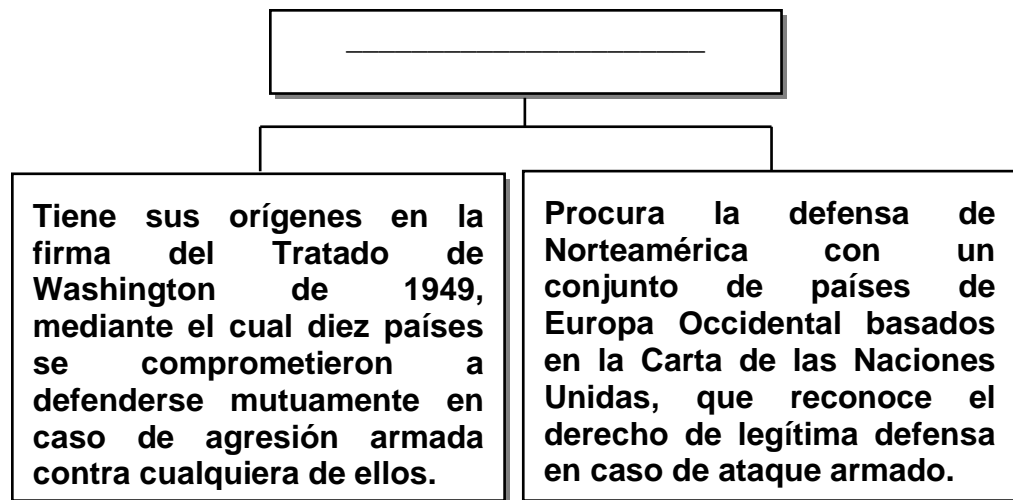 Tiene sus orígenes en la
firma del Tratado de
Washington de 1949,
mediante el cual diez países
se comprometieron a
defenderse mutuamente en
caso de agresión armada
contra cualquiera de ellos.
Procura la defensa de
Norteamérica con un
conjunto de países de
Europa Occidental basados
en la Carta de las Naciones
Unidas, que reconoce el
derecho de legítima defensa
en caso de ataque armado.